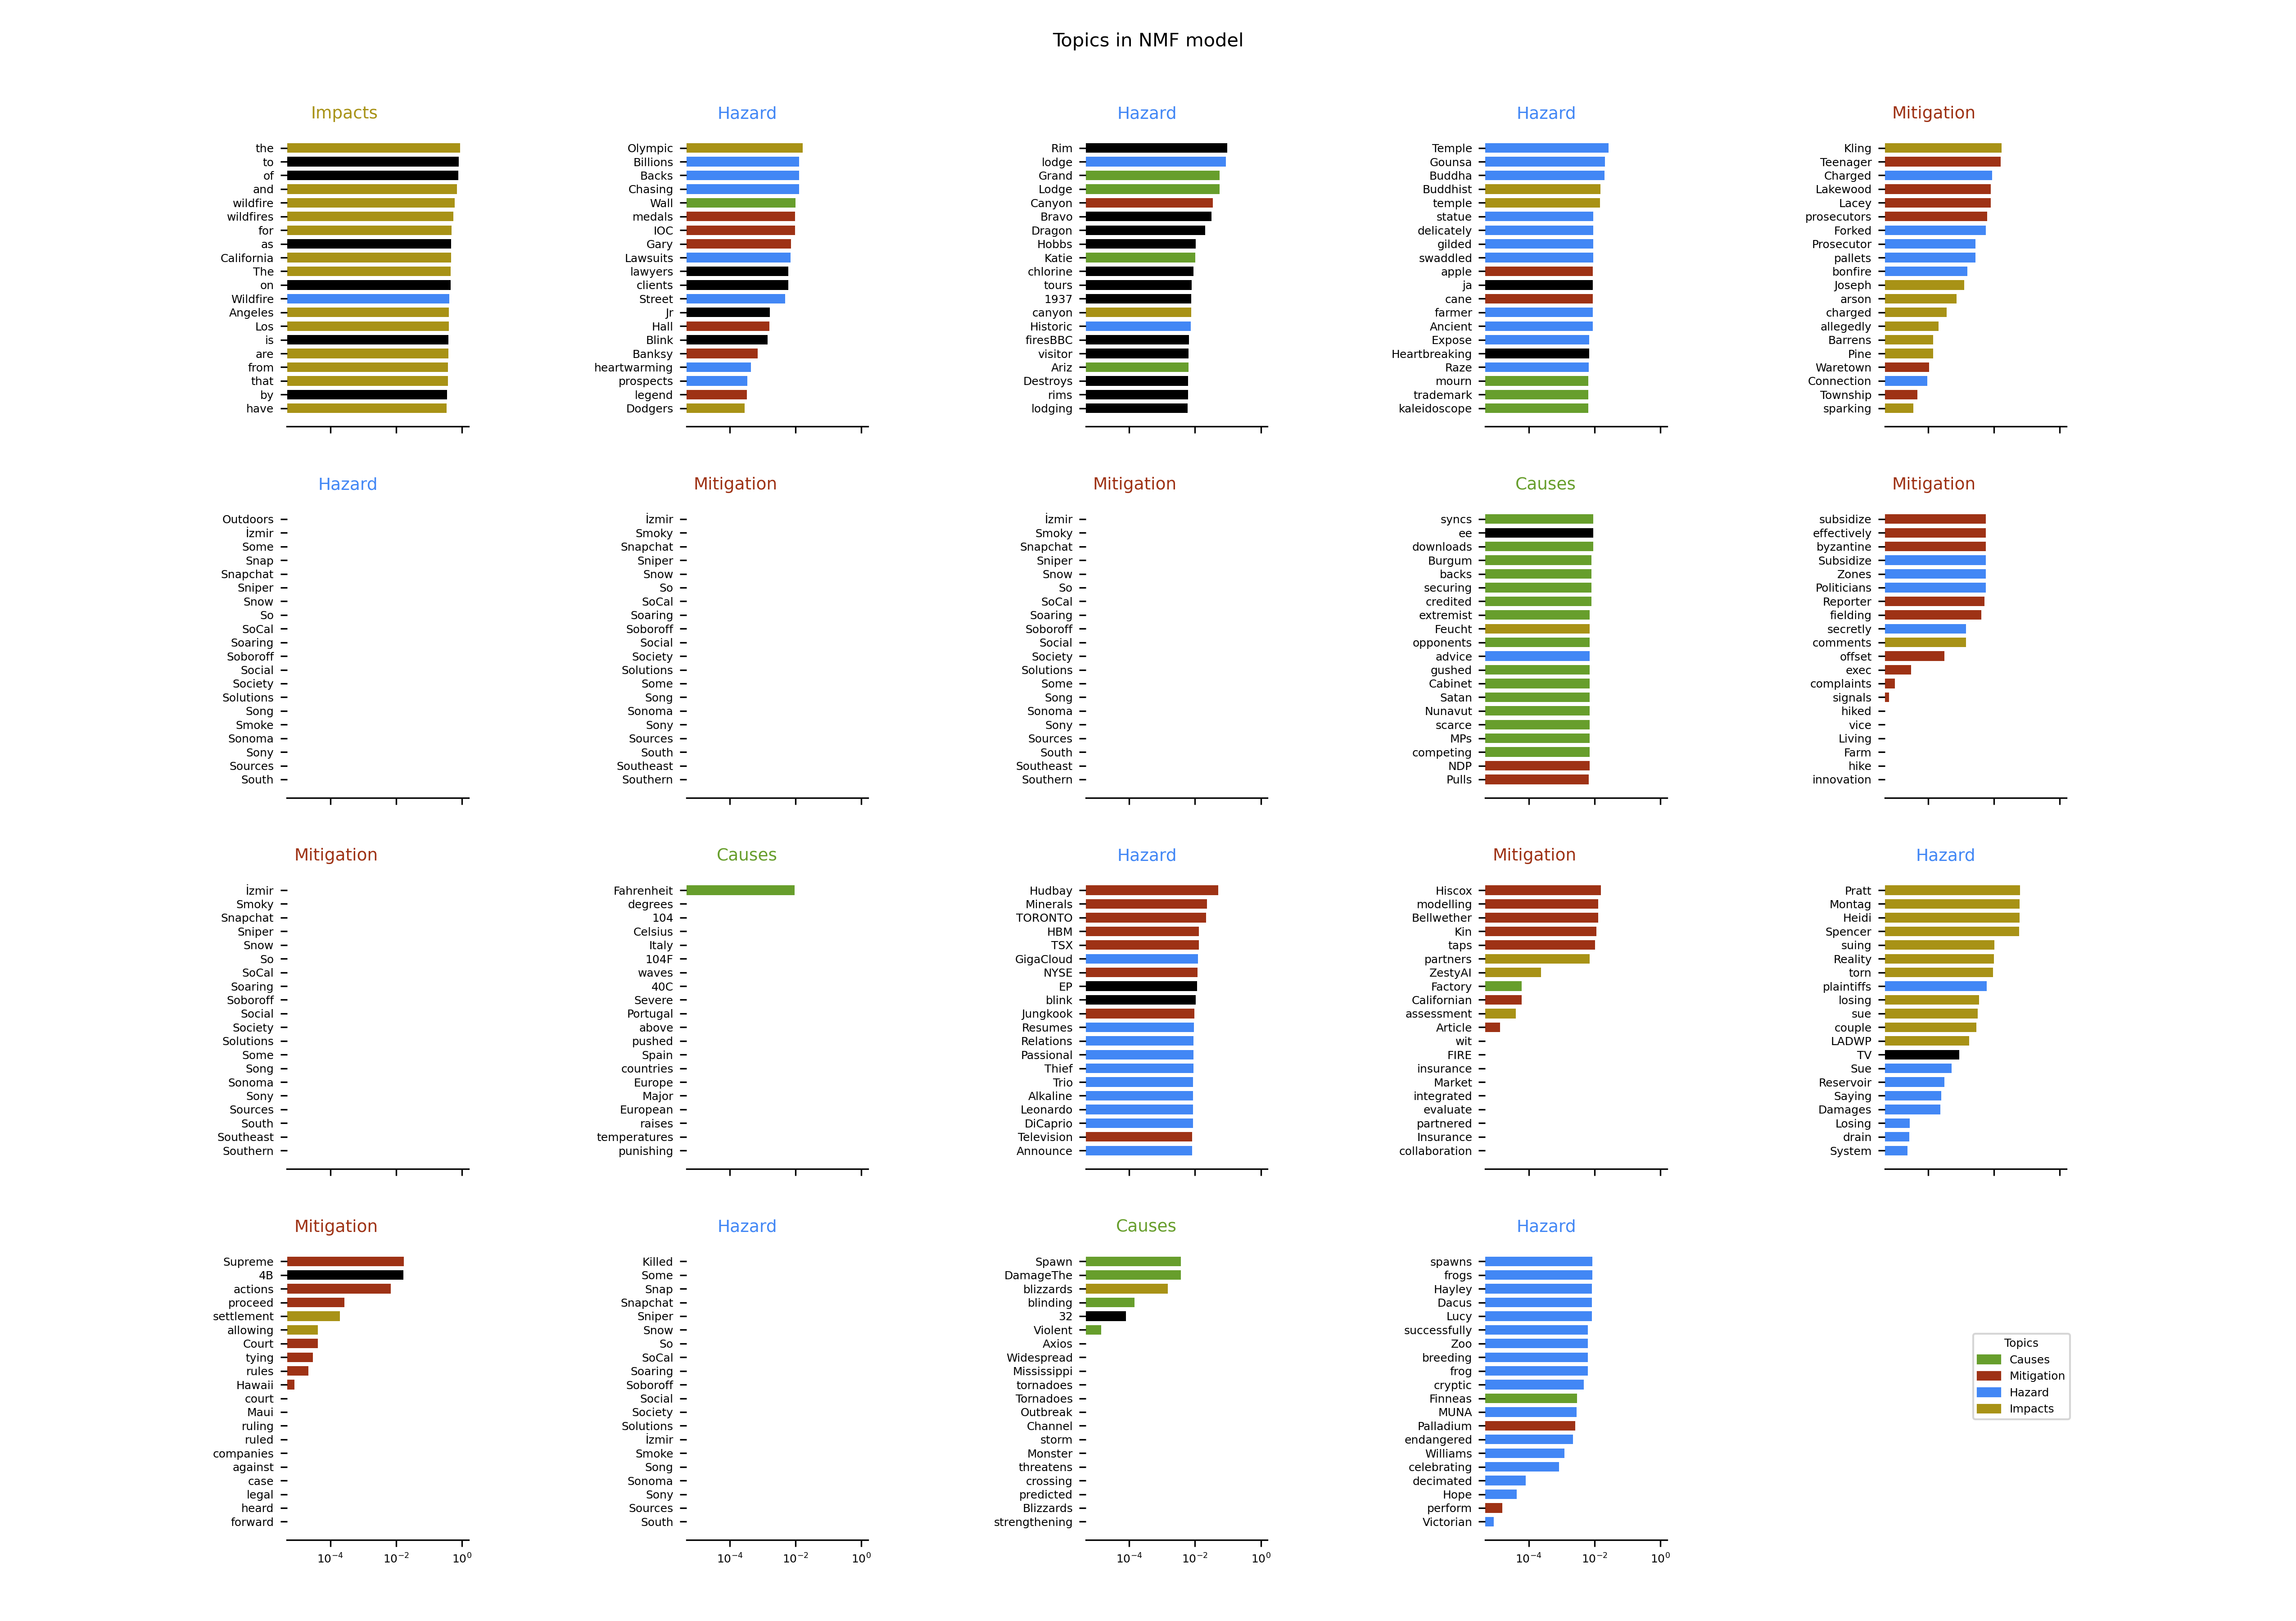 Topics in NMF model
Impacts
the
to
of
and
wildfire
wildfires
for
as
California
The
on
Wildfire
Angeles
Los
is
are
from
that
by
have
Hazard
Olympic
Billions
Backs
Chasing
Wall
medals
IOC
Gary
Lawsuits
lawyers
clients
Street
Jr
Hall
Blink
Banksy
heartwarming
prospects
legend
Dodgers
Hazard
Rim
lodge
Grand
Lodge
Canyon
Bravo
Dragon
Hobbs
Katie
chlorine
tours
1937
canyon
Historic
firesBBC
visitor
Ariz
Destroys
rims
lodging
Hazard
Temple
Gounsa
Buddha
Buddhist
temple
statue
delicately
gilded
swaddled
apple
ja
cane
farmer
Ancient
Expose
Heartbreaking
Raze
mourn
trademark
kaleidoscope
Mitigation
Kling
Teenager
Charged
Lakewood
Lacey
prosecutors
Forked
Prosecutor
pallets
bonfire
Joseph
arson
charged
allegedly
Barrens
Pine
Waretown
Connection
Township
sparking
Hazard
Outdoors
İzmir
Some
Snap
Snapchat
Sniper
Snow
So
SoCal
Soaring
Soboroff
Social
Society
Solutions
Song
Smoke
Sonoma
Sony
Sources
South
Mitigation
İzmir
Smoky
Snapchat
Sniper
Snow
So
SoCal
Soaring
Soboroff
Social
Society
Solutions
Some
Song
Sonoma
Sony
Sources
South
Southeast
Southern
Mitigation
İzmir
Smoky
Snapchat
Sniper
Snow
So
SoCal
Soaring
Soboroff
Social
Society
Solutions
Some
Song
Sonoma
Sony
Sources
South
Southeast
Southern
Causes
syncs
ee
downloads
Burgum
backs
securing
credited
extremist
Feucht
opponents
advice
gushed
Cabinet
Satan
Nunavut
scarce
MPs
competing
NDP
Pulls
Mitigation
subsidize
effectively
byzantine
Subsidize
Zones
Politicians
Reporter
fielding
secretly
comments
offset
exec
complaints
signals
hiked
vice
Living
Farm
hike
innovation
Mitigation
İzmir
Smoky
Snapchat
Sniper
Snow
So
SoCal
Soaring
Soboroff
Social
Society
Solutions
Some
Song
Sonoma
Sony
Sources
South
Southeast
Southern
Causes
Fahrenheit
degrees
104
Celsius
Italy
104F
waves
40C
Severe
Portugal
above
pushed
Spain
countries
Europe
Major
European
raises
temperatures
punishing
Hazard
Hudbay
Minerals
TORONTO
HBM
TSX
GigaCloud
NYSE
EP
blink
Jungkook
Resumes
Relations
Passional
Thief
Trio
Alkaline
Leonardo
DiCaprio
Television
Announce
Mitigation
Hiscox
modelling
Bellwether
Kin
taps
partners
ZestyAI
Factory
Californian
assessment
Article
wit
FIRE
insurance
Market
integrated
evaluate
partnered
Insurance
collaboration
Hazard
Pratt
Montag
Heidi
Spencer
suing
Reality
torn
plaintiffs
losing
sue
couple
LADWP
TV
Sue
Reservoir
Saying
Damages
Losing
drain
System
Mitigation
Supreme
4B
actions
proceed
settlement
allowing
Court
tying
rules
Hawaii
court
Maui
ruling
ruled
companies
against
case
legal
heard
forward
10⁻⁴ 10⁻² 10⁰
Hazard
Killed
Some
Snap
Snapchat
Sniper
Snow
So
SoCal
Soaring
Soboroff
Social
Society
Solutions
İzmir
Smoke
Song
Sonoma
Sony
Sources
South
10⁻⁴ 10⁻² 10⁰
Causes
Spawn
DamageThe
blizzards
blinding
32
Violent
Axios
Widespread
Mississippi
tornadoes
Tornadoes
Outbreak
Channel
storm
Monster
threatens
crossing
predicted
Blizzards
strengthening
10⁻⁴ 10⁻² 10⁰
Hazard
spawns
frogs
Hayley
Dacus
Lucy
successfully
Zoo
breeding
frog
cryptic
Finneas
MUNA
Palladium
endangered
Williams
celebrating
decimated
Hope
perform
Victorian
10⁻⁴ 10⁻² 10⁰
Topics
Causes
Mitigation
Hazard
Impacts